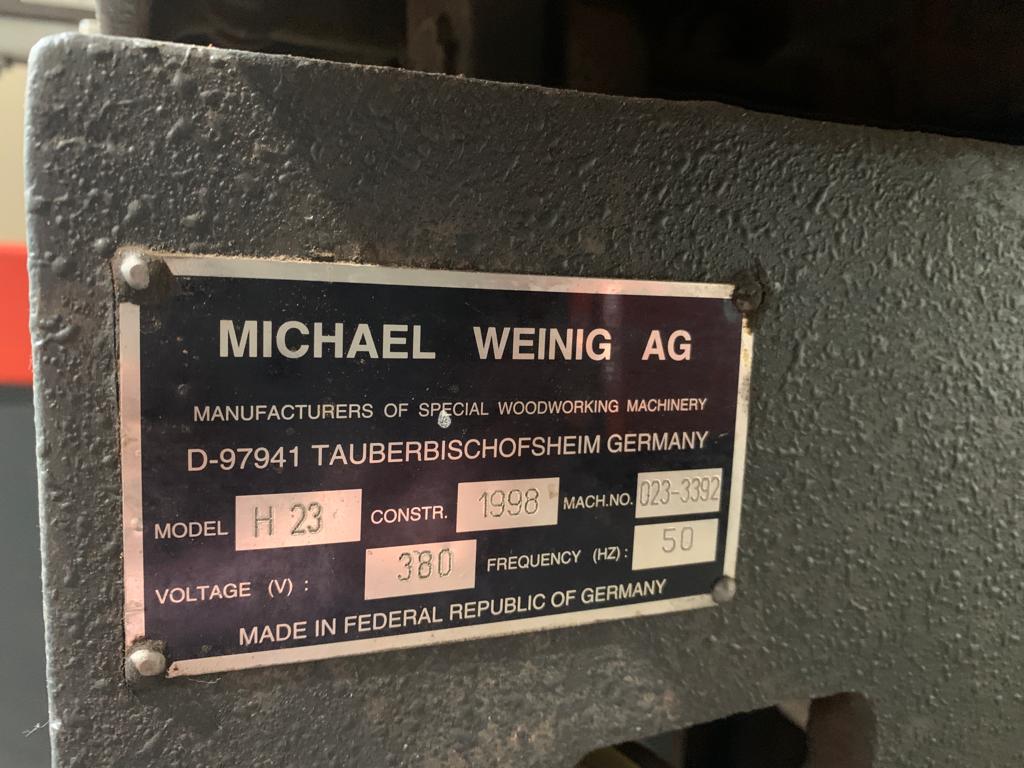 MICHAEL WEINIG AG
MANUFACTURERS OF SPECIAL WOODWORKING MACHINERY
D-97941 TAUBERBISCHOFSHEIM GERMANY
MODEL H 23 CONSTR. 1998 MACH.NO. 023-3392
VOLTAGE (V) : 380 FREQUENCY (HZ) : 50
MADE IN FEDERAL REPUBLIC OF GERMANY